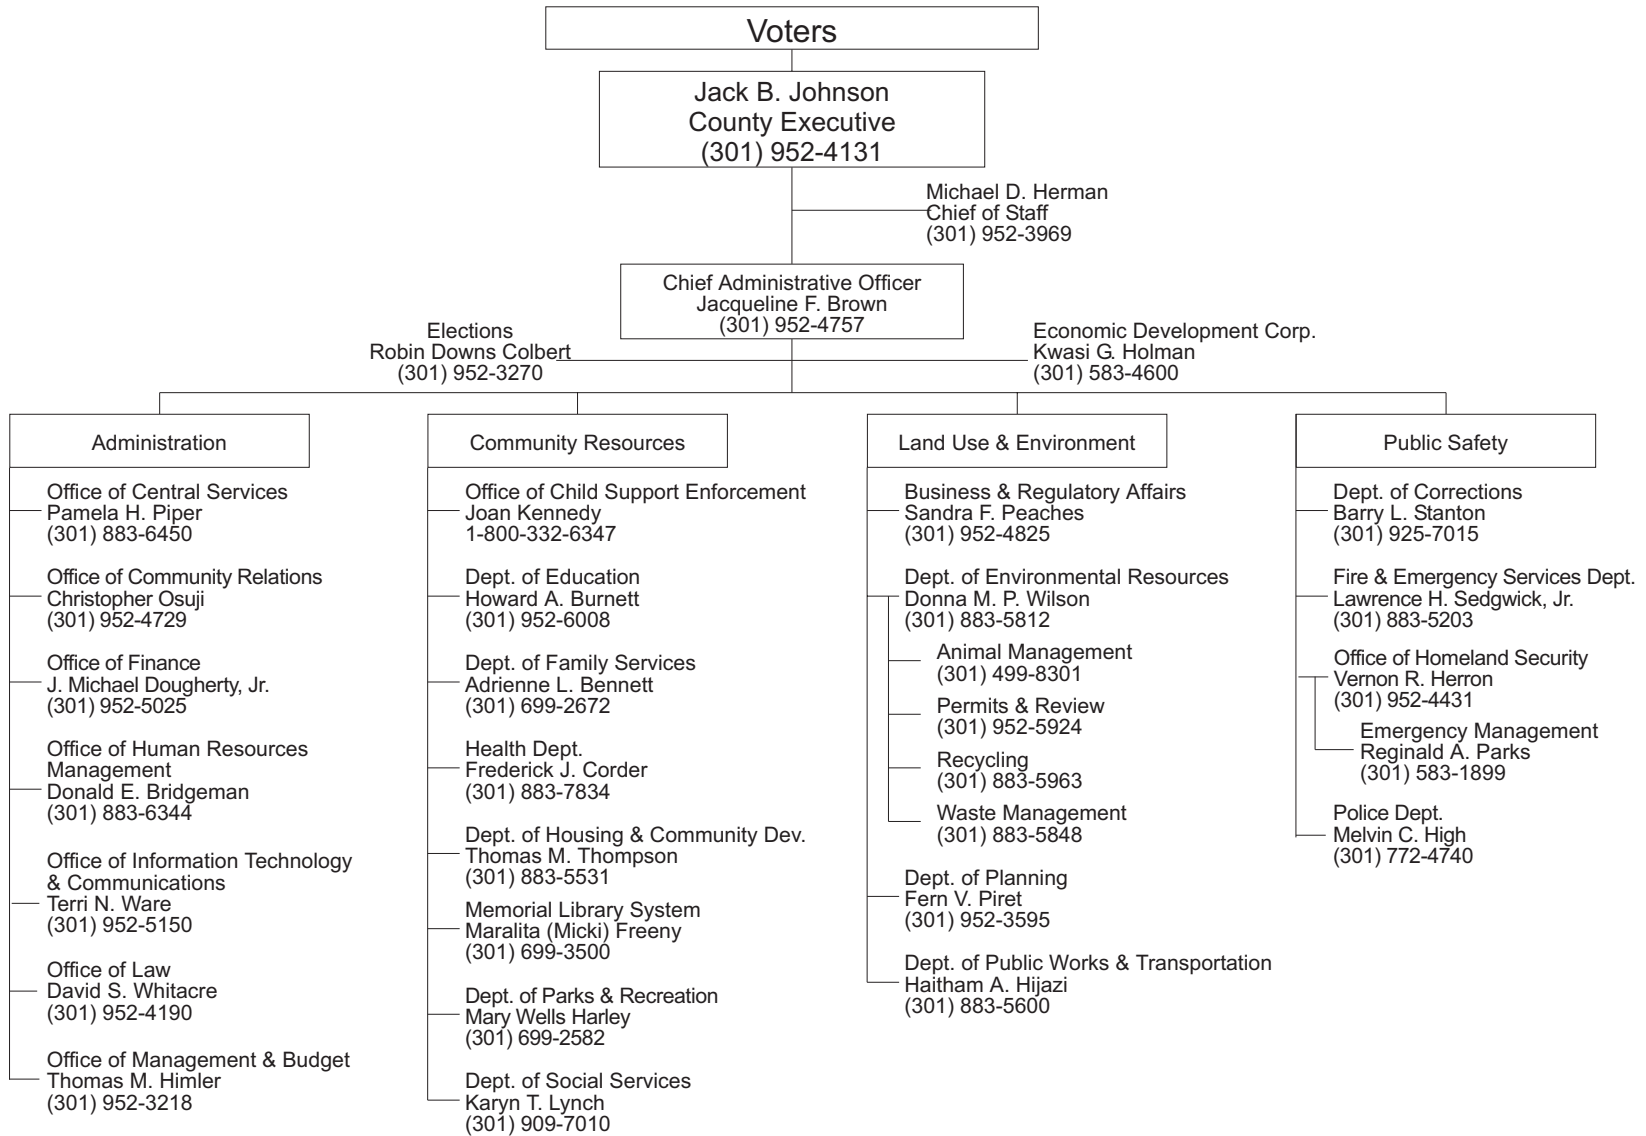 Voters
Jack B. Johnson
County Executive
(301) 952-4131
Michael D. Herman
Chief of Staff
(301) 952-3969
Chief Administrative Officer
Jacqueline F. Brown
(301) 952-4757
Elections
Robin Downs Colbert
(301) 952-3270
Economic Development Corp.
Kwasi G. Holman
(301) 583-4600
Administration
Office of Central Services
Pamela H. Piper
(301) 883-6450
Office of Community Relations
Christopher Osuji
(301) 952-4729
Office of Finance
J. Michael Dougherty, Jr.
(301) 952-5025
Office of Human Resources
Management
Donald E. Bridgeman
(301) 883-6344
Office of Information Technology
& Communications
Terri N. Ware
(301) 952-5150
Office of Law
David S. Whitacre
(301) 952-4190
Office of Management & Budget
Thomas M. Himler
(301) 952-3218
Community Resources
Office of Child Support Enforcement
Joan Kennedy
1-800-332-6347
Dept. of Education
Howard A. Burnett
(301) 952-6008
Dept. of Family Services
Adrienne L. Bennett
(301) 699-2672
Health Dept.
Frederick J. Corder
(301) 883-7834
Dept. of Housing & Community Dev.
Thomas M. Thompson
(301) 883-5531
Memorial Library System
Maralita (Micki) Freeny
(301) 699-3500
Dept. of Parks & Recreation
Mary Wells Harley
(301) 699-2582
Dept. of Social Services
Karyn T. Lynch
(301) 909-7010
Land Use & Environment
Business & Regulatory Affairs
Sandra F. Peaches
(301) 952-4825
Dept. of Environmental Resources
Donna M. P. Wilson
(301) 883-5812
Animal Management
(301) 499-8301
Permits & Review
(301) 952-5924
Recycling
(301) 883-5963
Waste Management
(301) 883-5848
Dept. of Planning
Fern V. Piret
(301) 952-3595
Dept. of Public Works & Transportation
Haitham A. Hijazi
(301) 883-5600
Public Safety
Dept. of Corrections
Barry L. Stanton
(301) 925-7015
Fire & Emergency Services Dept.
Lawrence H. Sedgwick, Jr.
(301) 883-5203
Office of Homeland Security
Vernon R. Herron
(301) 952-4431
Emergency Management
Reginald A. Parks
(301) 583-1899
Police Dept.
Melvin C. High
(301) 772-4740